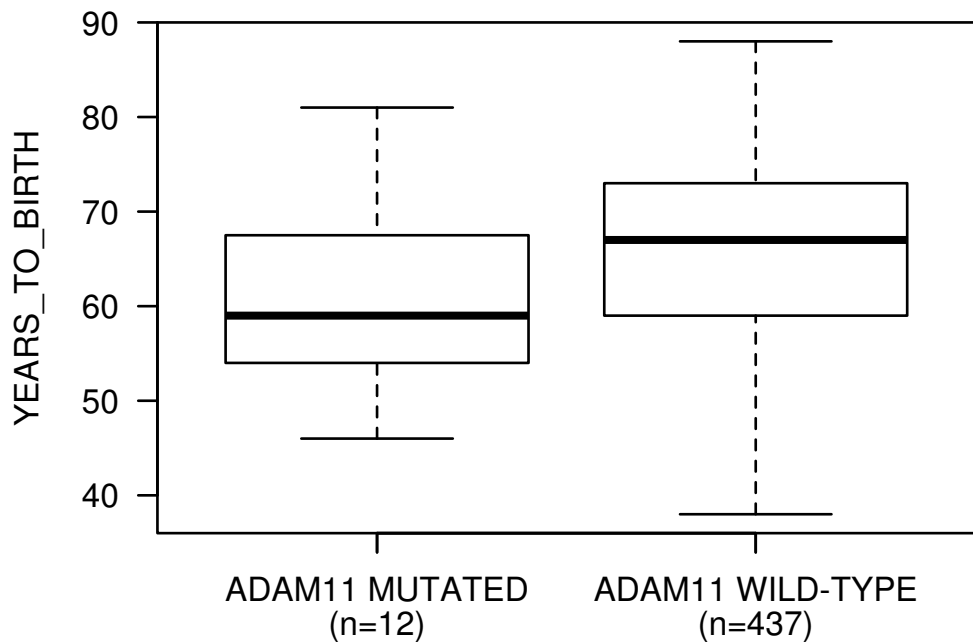 YEARS_TO_BIRTH
90
80
70
60
50
40
ADAM11 MUTATED
(n=12)
ADAM11 WILD-TYPE
(n=437)